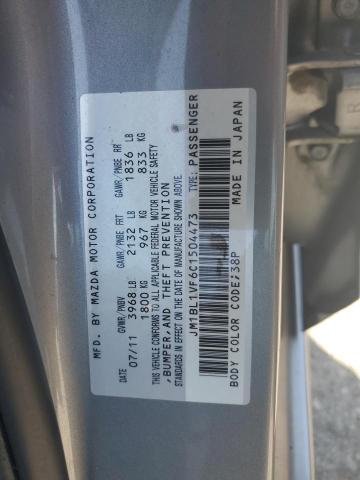 MFD. BY MAZDA MOTOR CORPORATION
DATE GVWR/PNBV GAWR/PNBE FRT GAWR/PNBE RR
07/11 3968 LB 2132 LB 1836 LB
1800 KG 967 KG 833 KG
THIS VEHICLE CONFORMS TO ALL APPLICABLE FEDERAL MOTOR VEHICLE SAFETY
, BUMPER, AND THEFT PREVENTION
STANDARDS IN EFFECT ON THE DATE OF MANUFACTURE SHOWN ABOVE.
JM1BL1VF6C1504473 TYPE: PASSENGER
BODY COLOR CODE: 38P MADE IN JAPAN